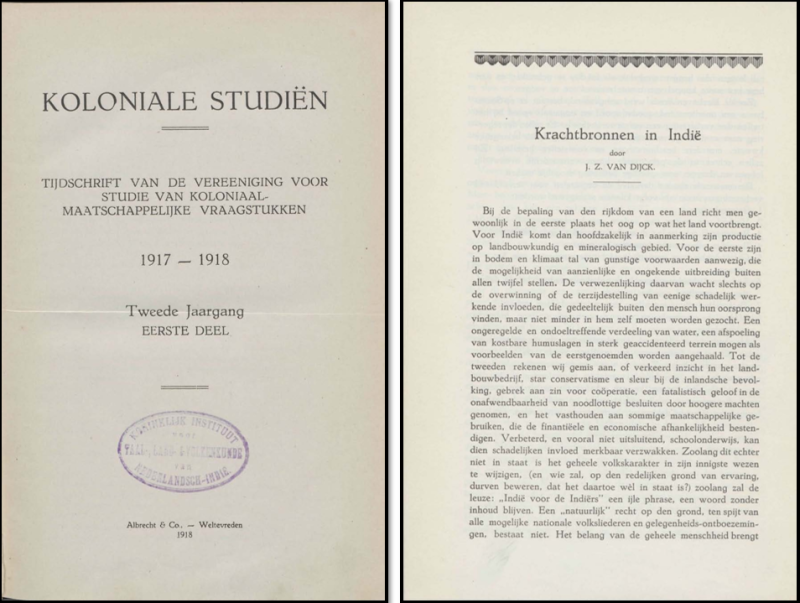 KOLONIALE STUDIËN
TIJDSCHRIFT VAN DE VEREENIGING VOOR
STUDIE VAN KOLONIAAL-
MAATSCHAPPELIJKE VRAAGSTUKKEN
1917 — 1918
Tweede Jaargang
EERSTE DEEL
KONINKLIJK INSTITUUT
VOOR
TAAL-, LAND- & VOLKENKUNDE
VAN
NEDERLANDSCH-INDIË
Albrecht & Co. — Weltevreden
1918
Krachtbronnen in Indië
door
J. Z. VAN DIJCK.
Bij de bepaling van den rijkdom van een land richt men ge-
woonlijk in de eerste plaats het oog op wat het land voortbrengt.
Voor Indië komt dan hoofdzakelijk in aanmerking zijn productie
op landbouwkundig en mineralogisch gebied. Voor de eerste zijn
in bodem en klimaat tal van gunstige voorwaarden aanwezig, die
de mogelijkheid van aanzienlijke en ongekende uitbreiding buiten
allen twijfel stellen. De verwezenlijking daarvan wacht slechts op
de overwinning of de terzijdestelling van eenige schadelijk wer-
kende invloeden, die gedeeltelijk buiten den mensch hun oorsprong
vinden, maar niet minder in hem zelf moeten worden gezocht. Een
ongeregelde en ondoeltreffende verdeeling van water, een afspoeling
van kostbare humuslagen in sterk geaccidenteerd terrein mogen als
voorbeelden van de eerstgenoemden worden aangehaald. Tot de
tweeden rekenen wij gemis aan, of verkeerd inzicht in het land-
bouwbedrijf, star conservatisme en sleur bij de inlandsche bevol-
king, gebrek aan zin voor coöperatie, een fatalistisch geloof in de
onafwendbaarheid van noodlottige besluiten door hoogere machten
genomen, en het vasthouden aan sommige maatschappelijke ge-
bruiken, die de financiëele en economische afhankelijkheid besten-
digen. Verbeterd, en vooral niet uitsluitend, schoolonderwijs, kan
dien schadelijken invloed merkbaar verzwakken. Zoolang dit echter
niet in staat is het geheele volkskarakter in zijn innigste wezen
te wijzigen, (en wie zal, op den redelijken grond van ervaring,
durven beweren, dat het daartoe wèl in staat is?) zoolang zal de
leuze: „Indië voor de Indiërs" een ijle phrase, een woord zonder
inhoud blijven. Een „natuurlijk" recht op den grond, ten spijt van
alle mogelijke nationale volksliederen en gelegenheids-ontboezemin-
gen, bestaat niet. Het belang van de geheele menschheid brengt